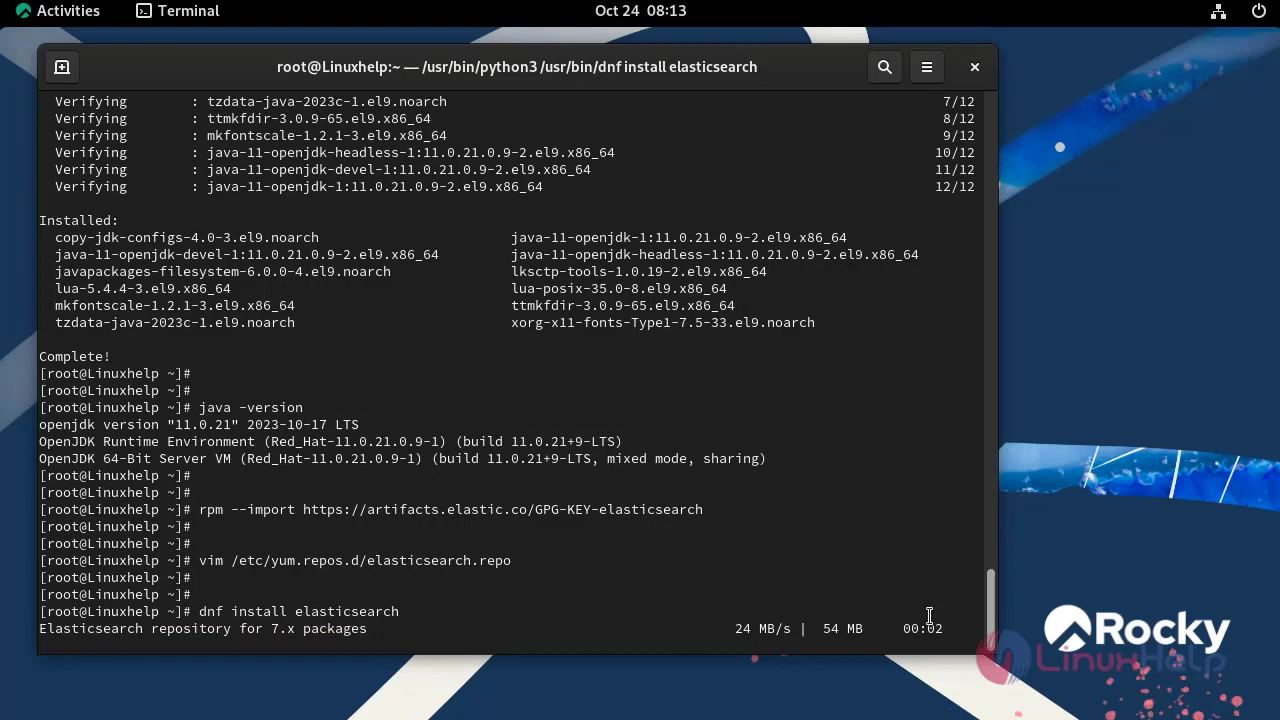 Activities Terminal Oct 24 08:13
root@Linuxhelp:~ — /usr/bin/python3 /usr/bin/dnf install elasticsearch
Verifying : tzdata-java-2023c-1.el9.noarch 7/12
Verifying : ttmkfdir-3.0.9-65.el9.x86_64 8/12
Verifying : mkfontscale-1.2.1-3.el9.x86_64 9/12
Verifying : java-11-openjdk-headless-1:11.0.21.0.9-2.el9.x86_64 10/12
Verifying : java-11-openjdk-devel-1:11.0.21.0.9-2.el9.x86_64 11/12
Verifying : java-11-openjdk-1:11.0.21.0.9-2.el9.x86_64 12/12
Installed:
copy-jdk-configs-4.0-3.el9.noarch java-11-openjdk-1:11.0.21.0.9-2.el9.x86_64
java-11-openjdk-devel-1:11.0.21.0.9-2.el9.x86_64 java-11-openjdk-headless-1:11.0.21.0.9-2.el9.x86_64
javapackages-filesystem-6.0.0-4.el9.noarch lksctp-tools-1.0.19-2.el9.x86_64
lua-5.4.4-3.el9.x86_64 lua-posix-35.0-8.el9.x86_64
mkfontscale-1.2.1-3.el9.x86_64 ttmkfdir-3.0.9-65.el9.x86_64
tzdata-java-2023c-1.el9.noarch xorg-x11-fonts-Type1-7.5-33.el9.noarch
Complete!
[root@Linuxhelp ~]#
[root@Linuxhelp ~]#
[root@Linuxhelp ~]# java -version
openjdk version "11.0.21" 2023-10-17 LTS
OpenJDK Runtime Environment (Red_Hat-11.0.21.0.9-1) (build 11.0.21+9-LTS)
OpenJDK 64-Bit Server VM (Red_Hat-11.0.21.0.9-1) (build 11.0.21+9-LTS, mixed mode, sharing)
[root@Linuxhelp ~]#
[root@Linuxhelp ~]#
[root@Linuxhelp ~]# rpm --import https://artifacts.elastic.co/GPG-KEY-elasticsearch
[root@Linuxhelp ~]#
[root@Linuxhelp ~]#
[root@Linuxhelp ~]# vim /etc/yum.repos.d/elasticsearch.repo
[root@Linuxhelp ~]#
[root@Linuxhelp ~]#
[root@Linuxhelp ~]# dnf install elasticsearch
Elasticsearch repository for 7.x packages 24 MB/s | 54 MB 00:02
Rocky
LinuxHelp